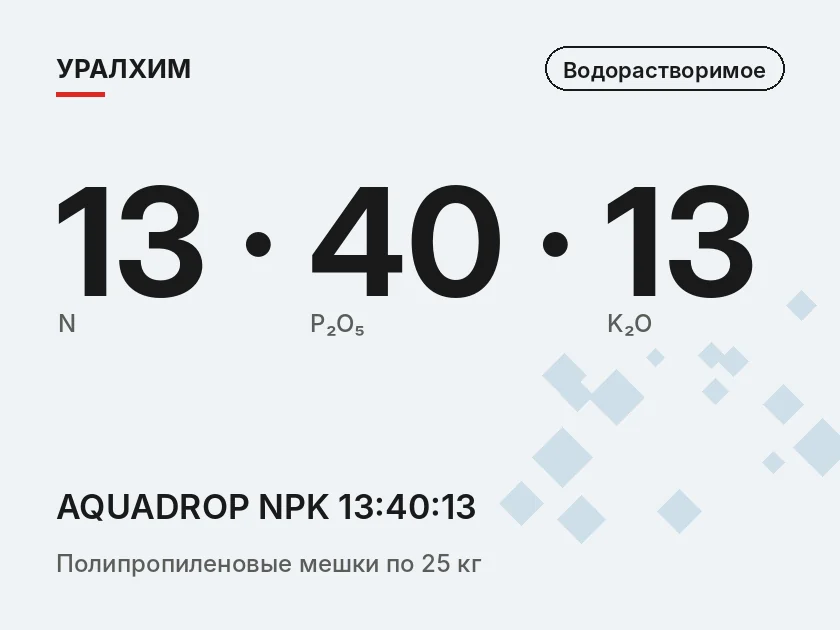 УРАЛХИМ
Водорастворимое
13 · 40 · 13
N P₂O₅ K₂O
AQUADROP NPK 13:40:13
Полипропиленовые мешки по 25 кг